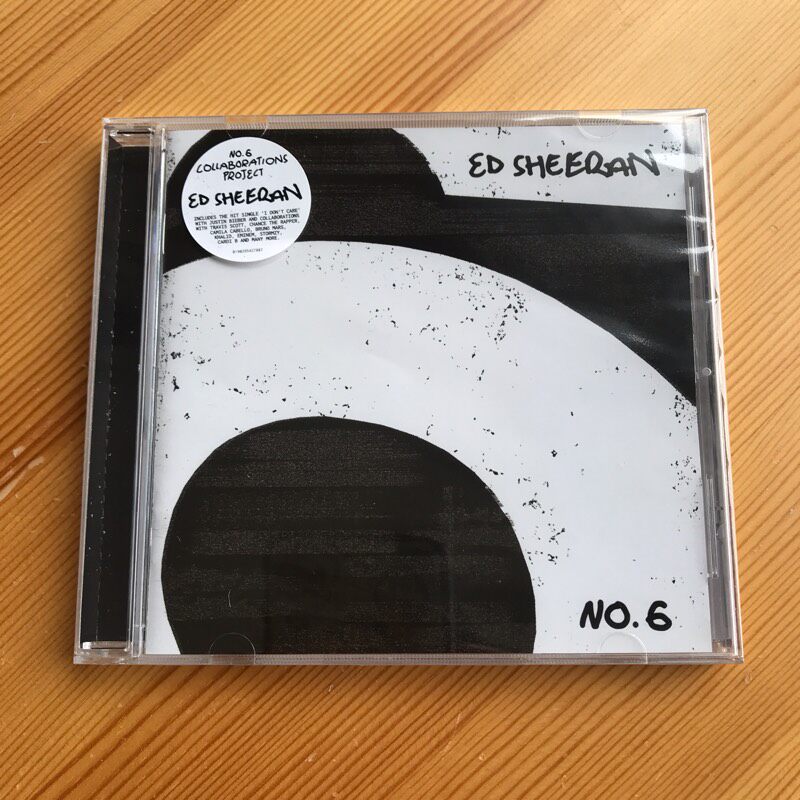 NO.6
COLLABORATIONS
PROJECT
ED SHEERAN
INCLUDES THE HIT SINGLE 'I DON'T CARE'
WITH JUSTIN BIEBER AND COLLABORATIONS
WITH TRAVIS SCOTT, CHANCE THE RAPPER,
CAMILA CABELLO, BRUNO MARS,
KHALID, EMINEM, STORMZY,
CARDI B AND MANY MORE.
ED SHEERAN
NO.6